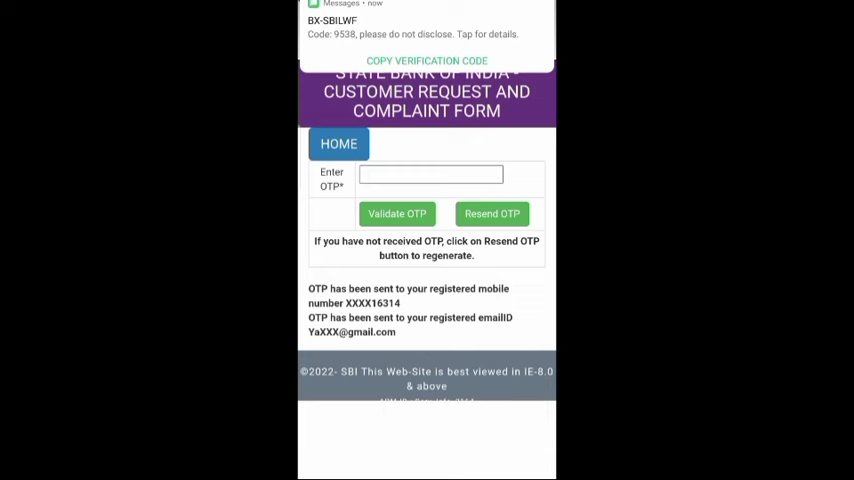 Messages • now
BX-SBILWF
Code: 9538, please do not disclose. Tap for details.
COPY VERIFICATION CODE
STATE BANK OF INDIA -
CUSTOMER REQUEST AND
COMPLAINT FORM
HOME
Enter
OTP*
Validate OTP
Resend OTP
If you have not received OTP, click on Resend OTP
button to regenerate.
OTP has been sent to your registered mobile
number XXXX16314
OTP has been sent to your registered emailID
YaXXX@gmail.com
©2022- SBI This Web-Site is best viewed in IE-8.0
& above